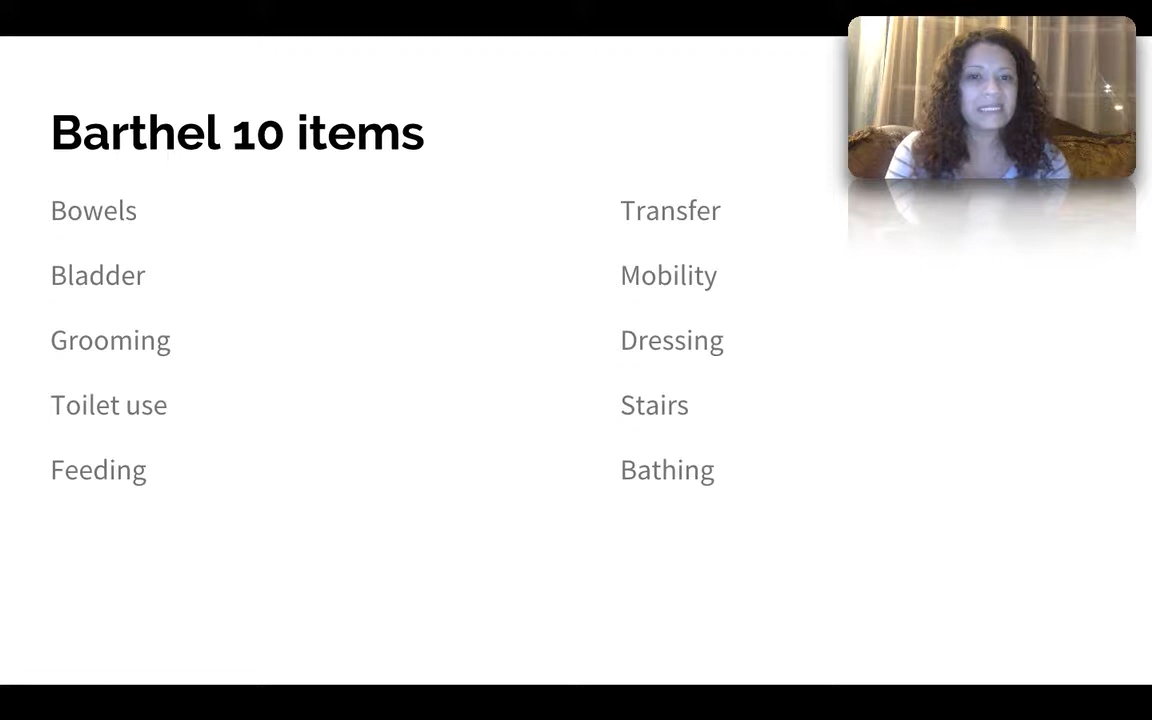 Barthel 10 items
Bowels
Bladder
Grooming
Toilet use
Feeding
Transfer
Mobility
Dressing
Stairs
Bathing